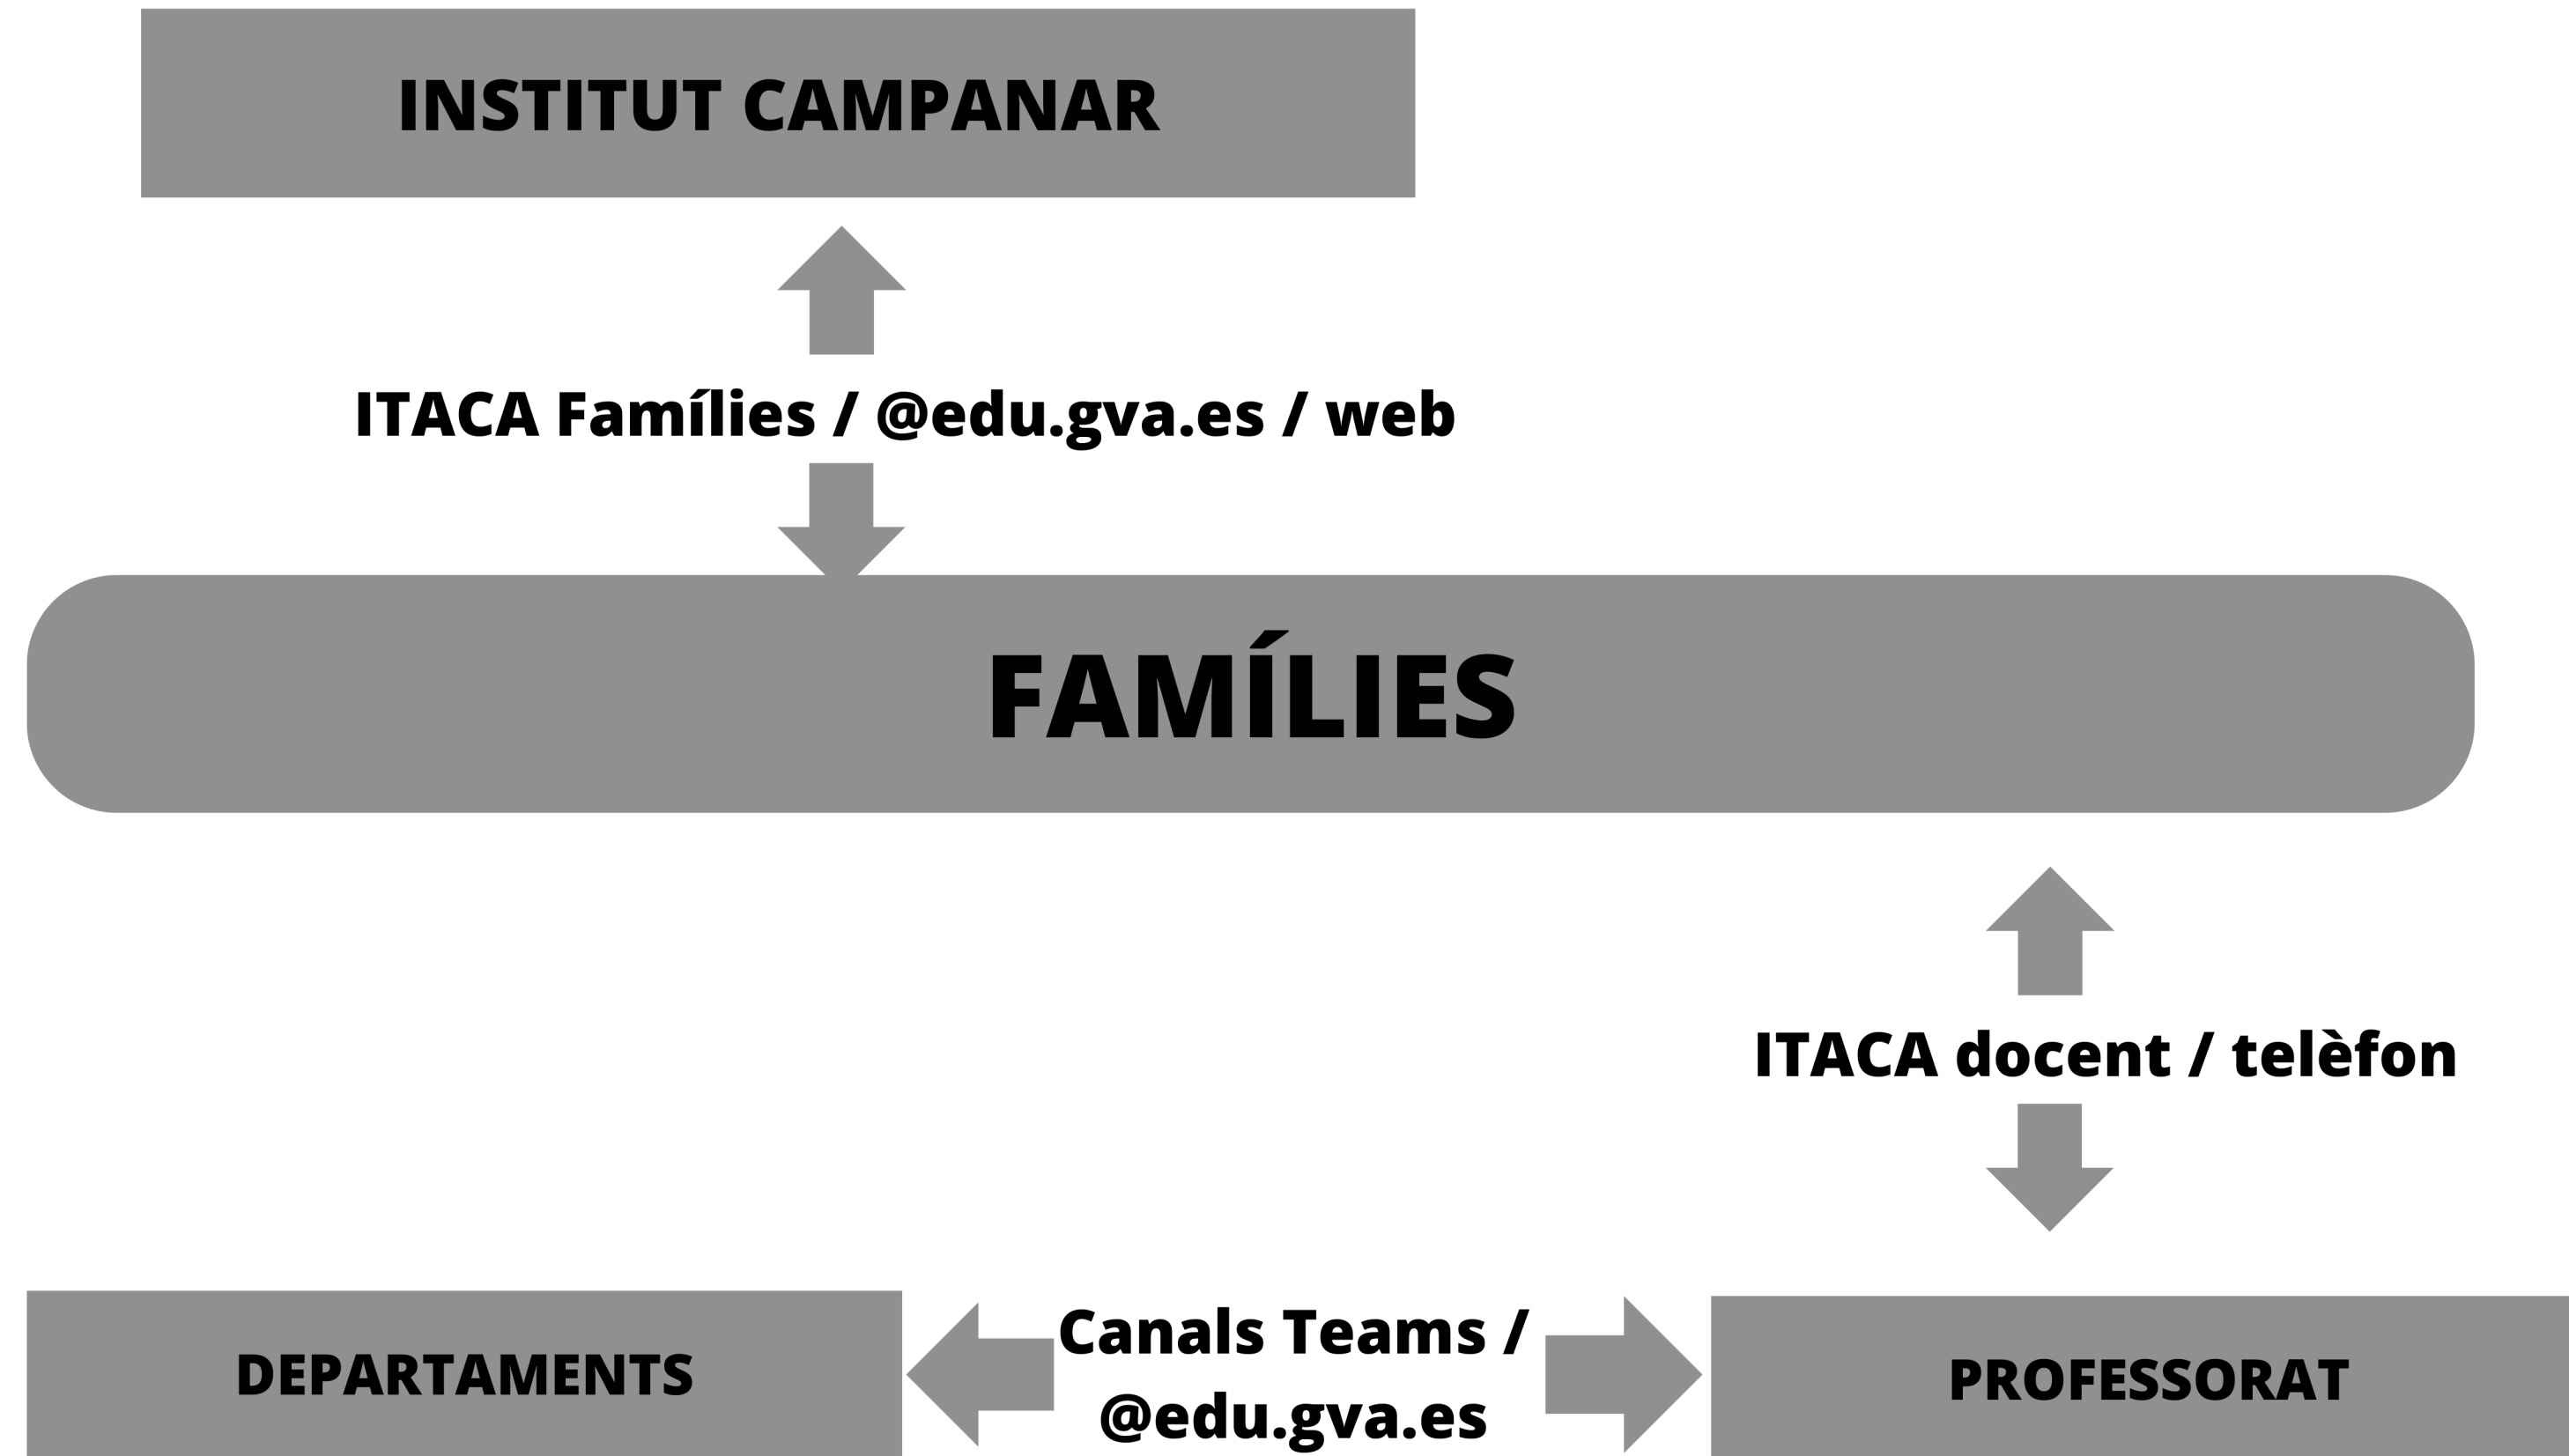 INSTITUT CAMPANAR
ITACA Famílies / @edu.gva.es / web
FAMÍLIES
ITACA docent / telèfon
DEPARTAMENTS
Canals Teams /
@edu.gva.es
PROFESSORAT